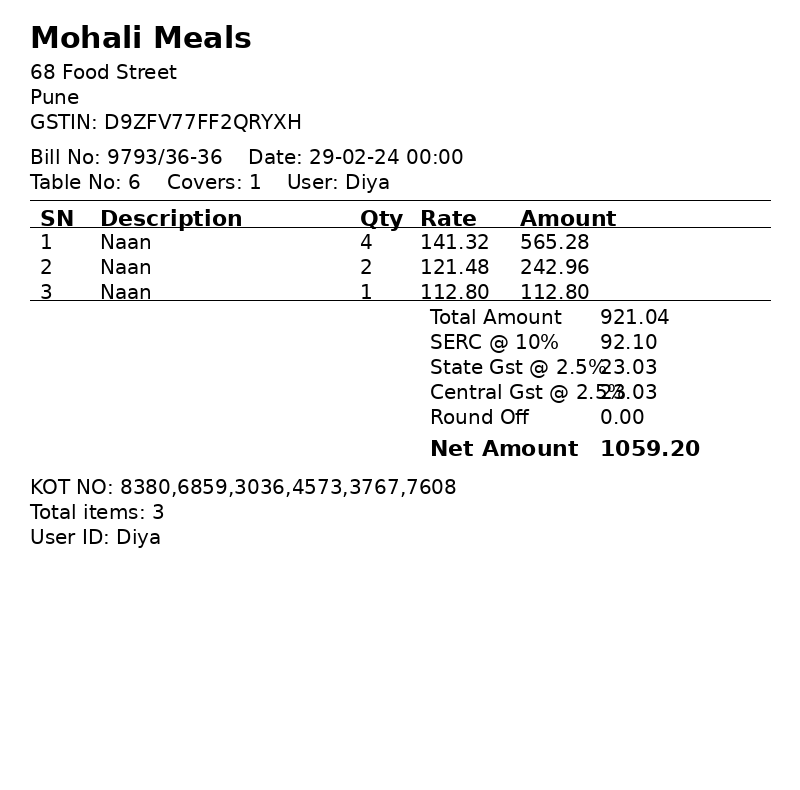 Mohali Meals
68 Food Street
Pune
GSTIN: D9ZFV77FF2QRYXH
Bill No: 9793/36-36 Date: 29-02-24 00:00
Table No: 6 Covers: 1 User: Diya
SN Description Qty Rate Amount
1 Naan 4 141.32 565.28
2 Naan 2 121.48 242.96
3 Naan 1 112.80 112.80
Total Amount 921.04
SERC @ 10% 92.10
State Gst @ 2.5% 23.03
Central Gst @ 2.5% 23.03
Round Off 0.00
Net Amount 1059.20
KOT NO: 8380,6859,3036,4573,3767,7608
Total items: 3
User ID: Diya